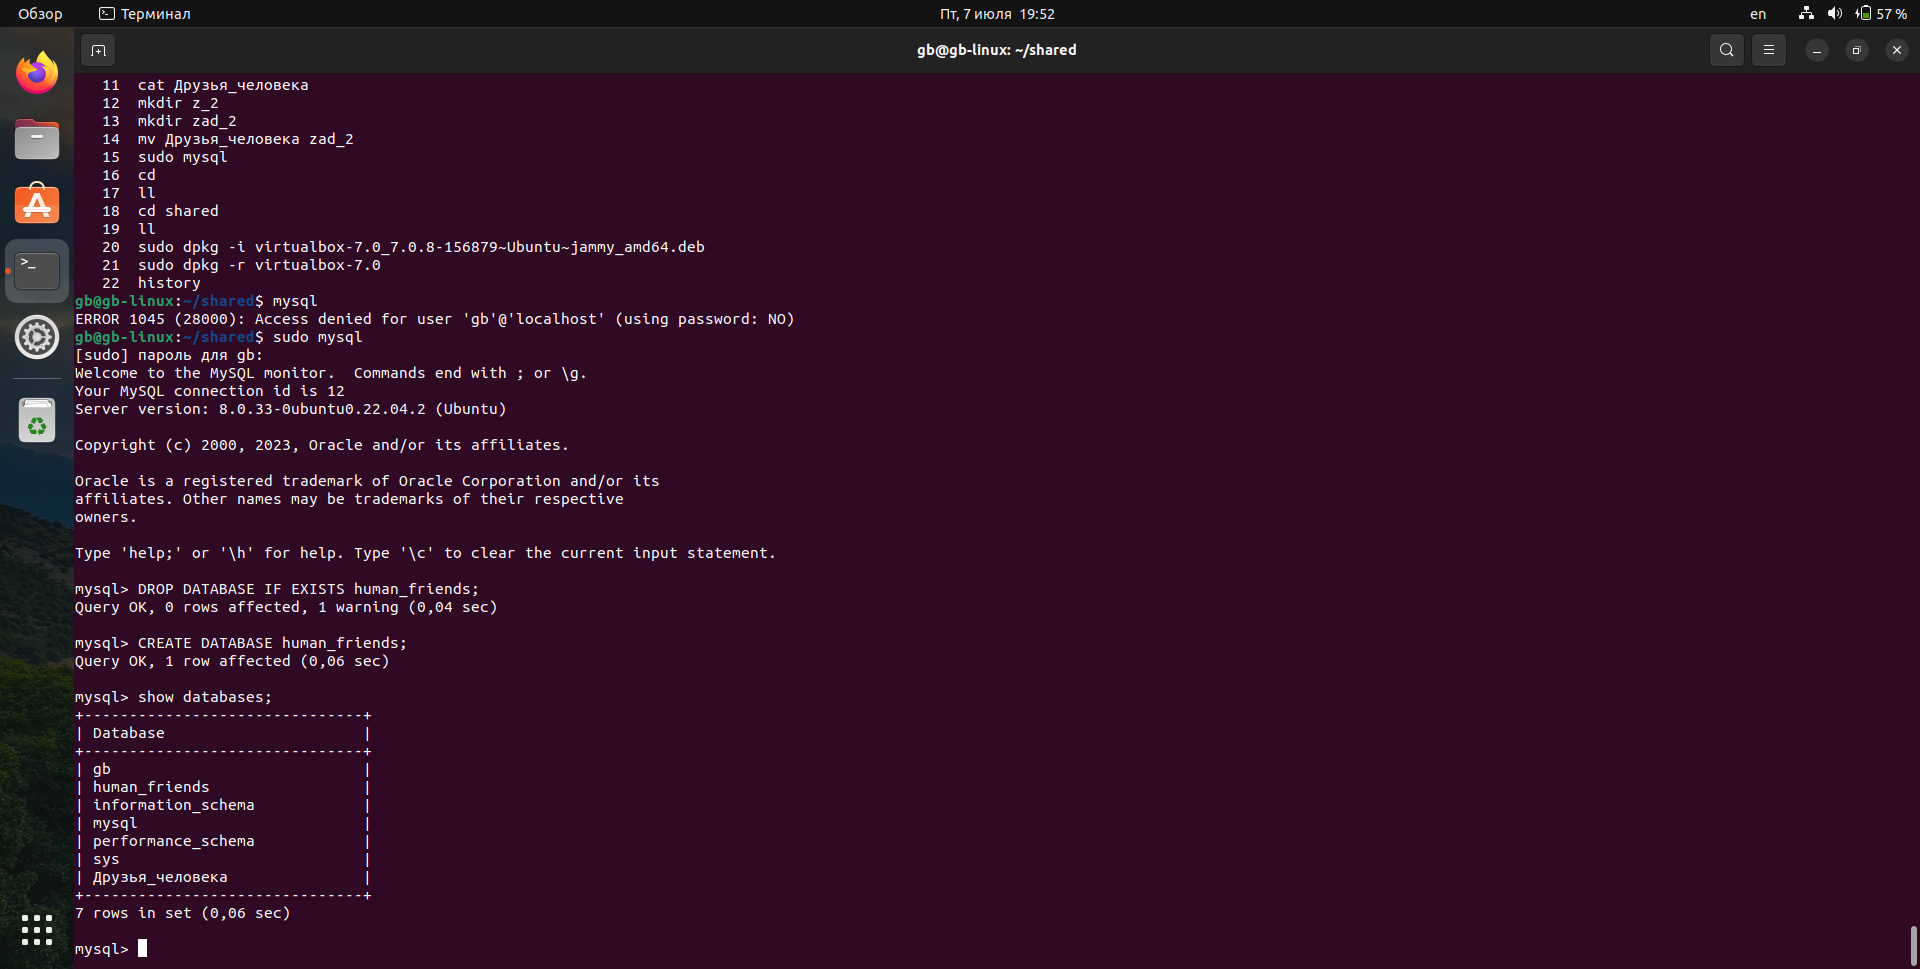 Обзор
Терминал
Пт, 7 июля 19:52
en
57 %
gb@gb-linux: ~/shared
11 cat Друзья_человека
12 mkdir z_2
13 mkdir zad_2
14 mv Друзья_человека zad_2
15 sudo mysql
16 cd
17 ll
18 cd shared
19 ll
20 sudo dpkg -i virtualbox-7.0_7.0.8-156879~Ubuntu~jammy_amd64.deb
21 sudo dpkg -r virtualbox-7.0
22 history
gb@gb-linux:~/shared$ mysql
ERROR 1045 (28000): Access denied for user 'gb'@'localhost' (using password: NO)
gb@gb-linux:~/shared$ sudo mysql
[sudo] пароль для gb:
Welcome to the MySQL monitor.  Commands end with ; or \g.
Your MySQL connection id is 12
Server version: 8.0.33-0ubuntu0.22.04.2 (Ubuntu)
Copyright (c) 2000, 2023, Oracle and/or its affiliates.
Oracle is a registered trademark of Oracle Corporation and/or its
affiliates. Other names may be trademarks of their respective
owners.
Type 'help;' or '\h' for help. Type '\c' to clear the current input statement.
mysql> DROP DATABASE IF EXISTS human_friends;
Query OK, 0 rows affected, 1 warning (0,04 sec)
mysql> CREATE DATABASE human_friends;
Query OK, 1 row affected (0,06 sec)
mysql> show databases;
+-------------------------------+
| Database                      |
+-------------------------------+
| gb                            |
| human_friends                 |
| information_schema            |
| mysql                         |
| performance_schema            |
| sys                           |
| Друзья_человека               |
+-------------------------------+
7 rows in set (0,06 sec)
mysql>